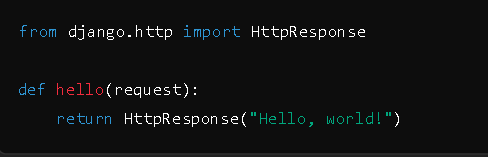 from django.http import HttpResponse

def hello(request):
    return HttpResponse("Hello, world!")